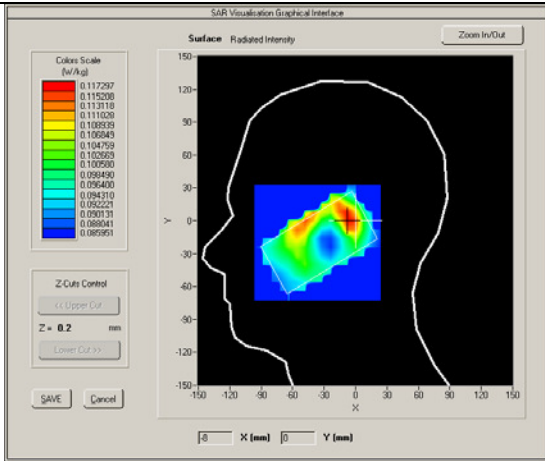 SAR Visualisation Graphical Interface
Surface Radiated Intensity
Zoom In/Out
Colors Scale
(W/kg)
0.117297
0.115208
0.113118
0.111028
0.108939
0.106849
0.104759
0.102669
0.100580
0.098490
0.096400
0.094310
0.092221
0.090131
0.088041
0.085951
Z-Cuts Control
<< Upper Cut
Z = 0.2 mm
Lower Cut >>
SAVE Cancel
150
120
90
60
30
0
-30
-60
-90
-120
-150
Y
-150 -120 -90 -60 -30 0 30 60 90 120 150
X
-8 X (mm) 0 Y (mm)